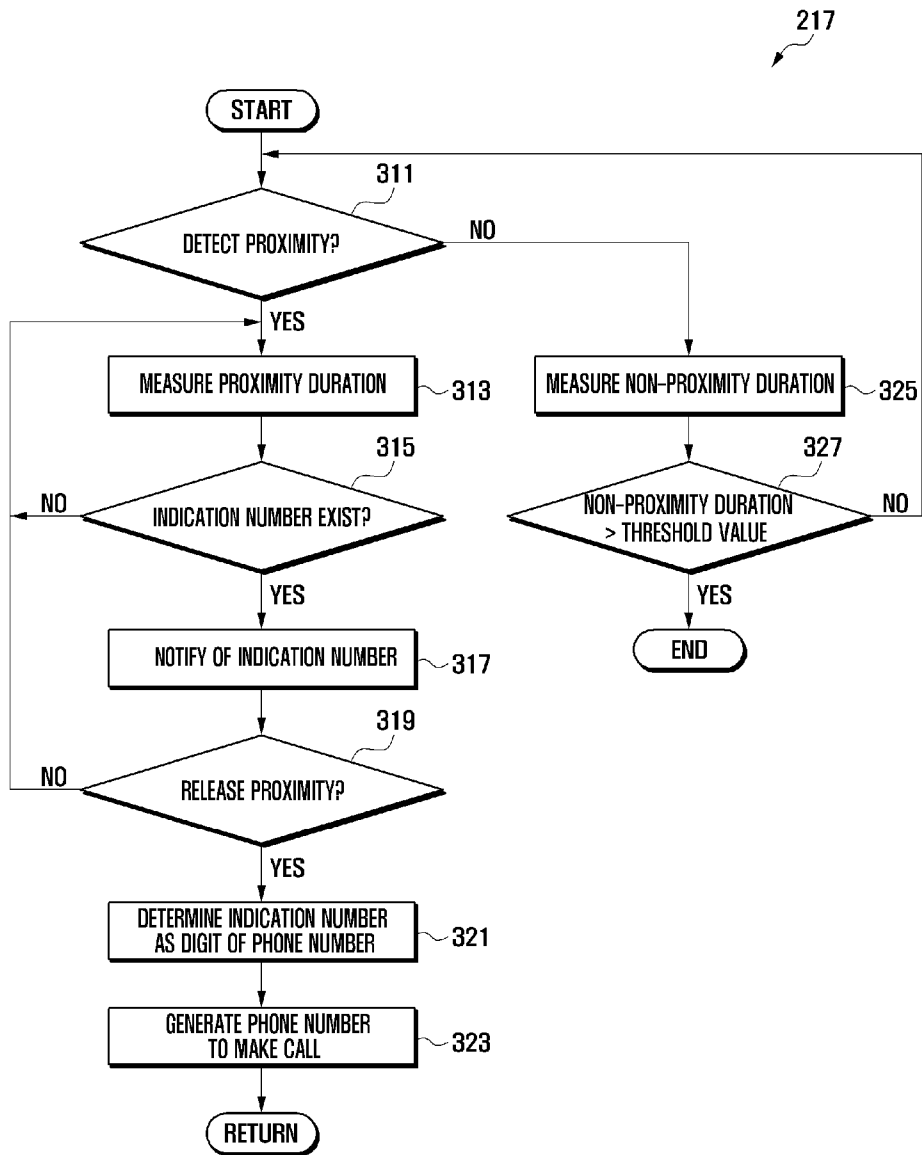 217
START
311
DETECT PROXIMITY?
NO
YES
MEASURE PROXIMITY DURATION
313
MEASURE NON-PROXIMITY DURATION
325
315
327
NO
INDICATION NUMBER EXIST?
NON-PROXIMITY DURATION
> THRESHOLD VALUE
NO
YES
YES
NOTIFY OF INDICATION NUMBER
317
END
319
NO
RELEASE PROXIMITY?
YES
DETERMINE INDICATION NUMBER
AS DIGIT OF PHONE NUMBER
321
GENERATE PHONE NUMBER
TO MAKE CALL
323
RETURN